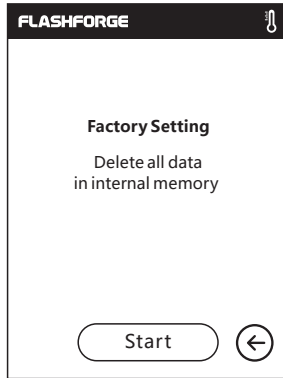 FLASHFORGE
Factory Setting
Delete all data
in internal memory
Start